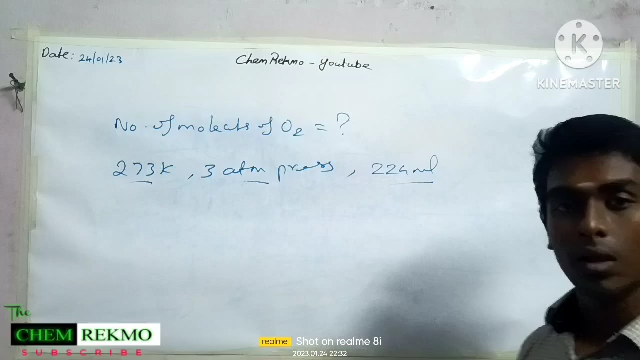 Date: 24/01/23
ChemRekmo - Youtube
KINEMASTER
No. of molects of O2 = ?
273K, 3 atm press, 224ml
The
CHEM REKMO
SUBSCRIBE
realme Shot on realme 8i
2023.01.24 22:32